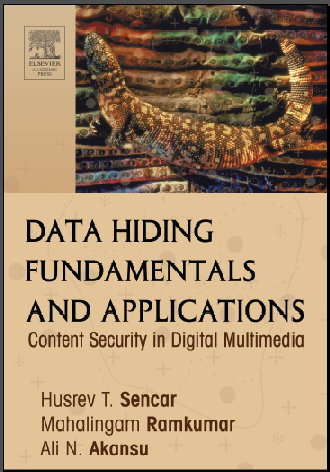 ELSEVIER
ACADEMIC
PRESS
DATA HIDING
FUNDAMENTALS
AND APPLICATIONS
Content Security in Digital Multimedia
Husrev T. Sencar
Mahalingam Ramkumar
Ali N. Akansu